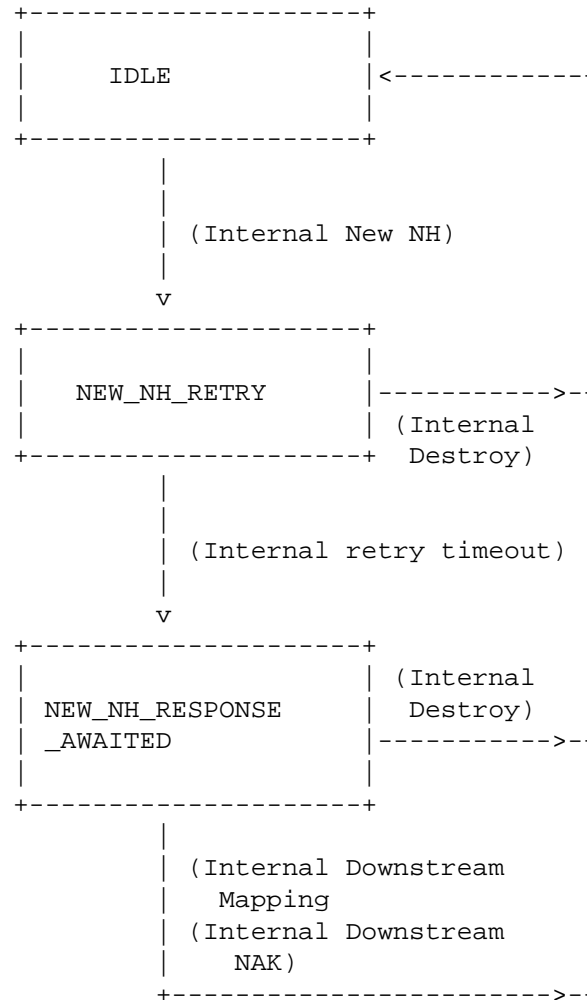 IDLE
(Internal New NH)
NEW_NH_RETRY
(Internal
Destroy)
(Internal retry timeout)
(Internal
NEW_NH_RESPONSE Destroy)
_AWAITED
(Internal Downstream
Mapping
(Internal Downstream
NAK)